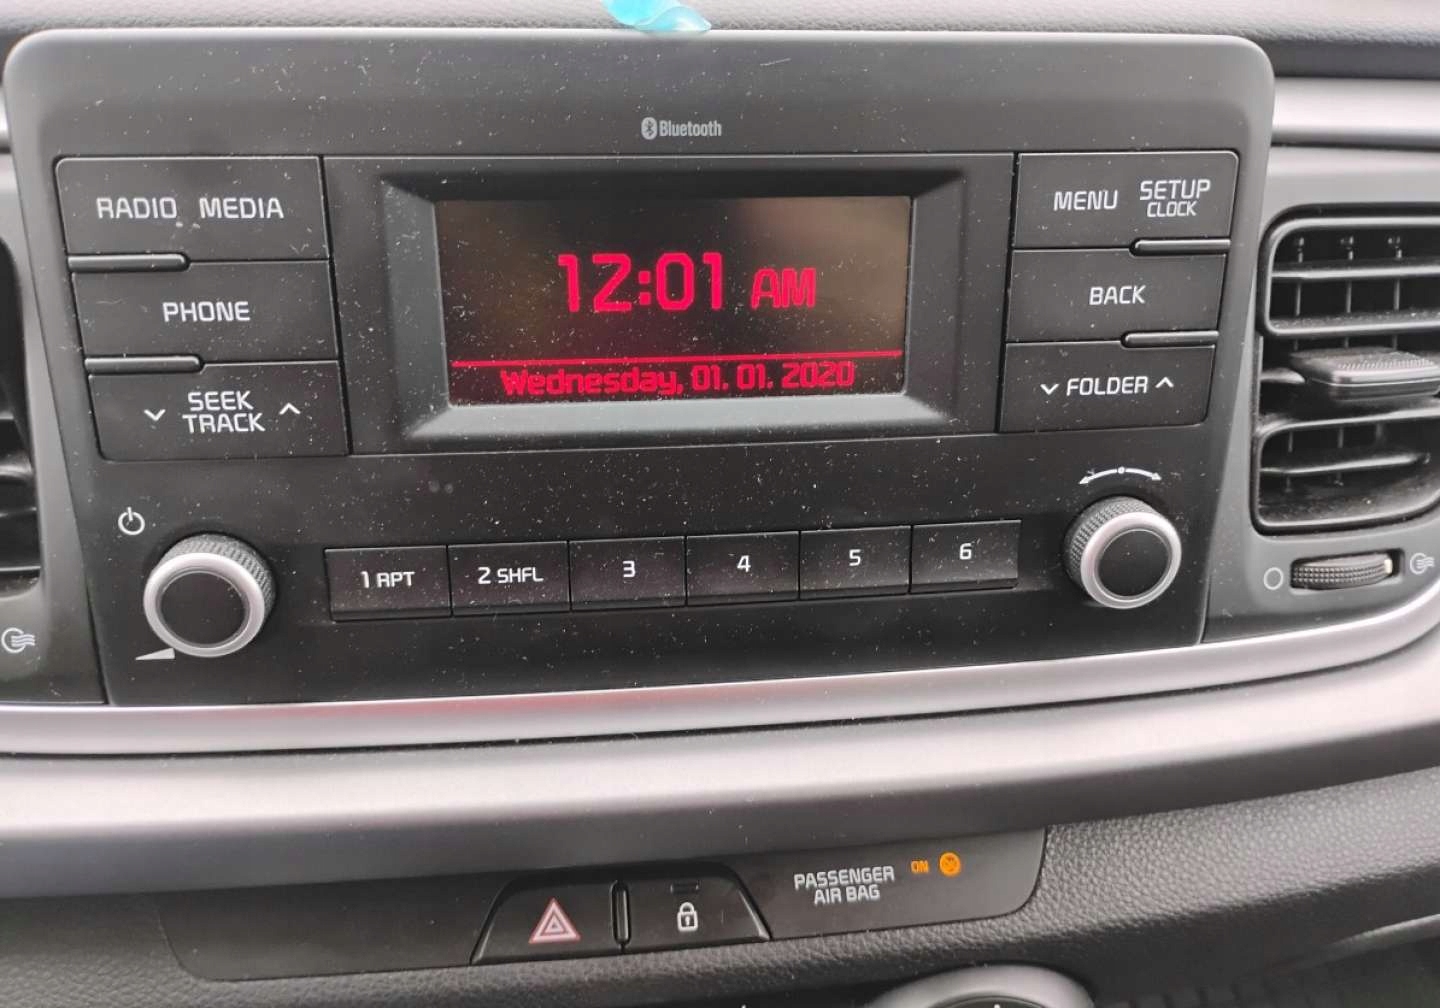 Bluetooth
RADIO MEDIA
MENU SETUP
CLOCK
12:01 AM
PHONE
BACK
Wednesday, 01. 01. 2020
SEEK
TRACK
FOLDER
1 RPT
2 SHFL
3
4
5
6
PASSENGER
AIR BAG
ON